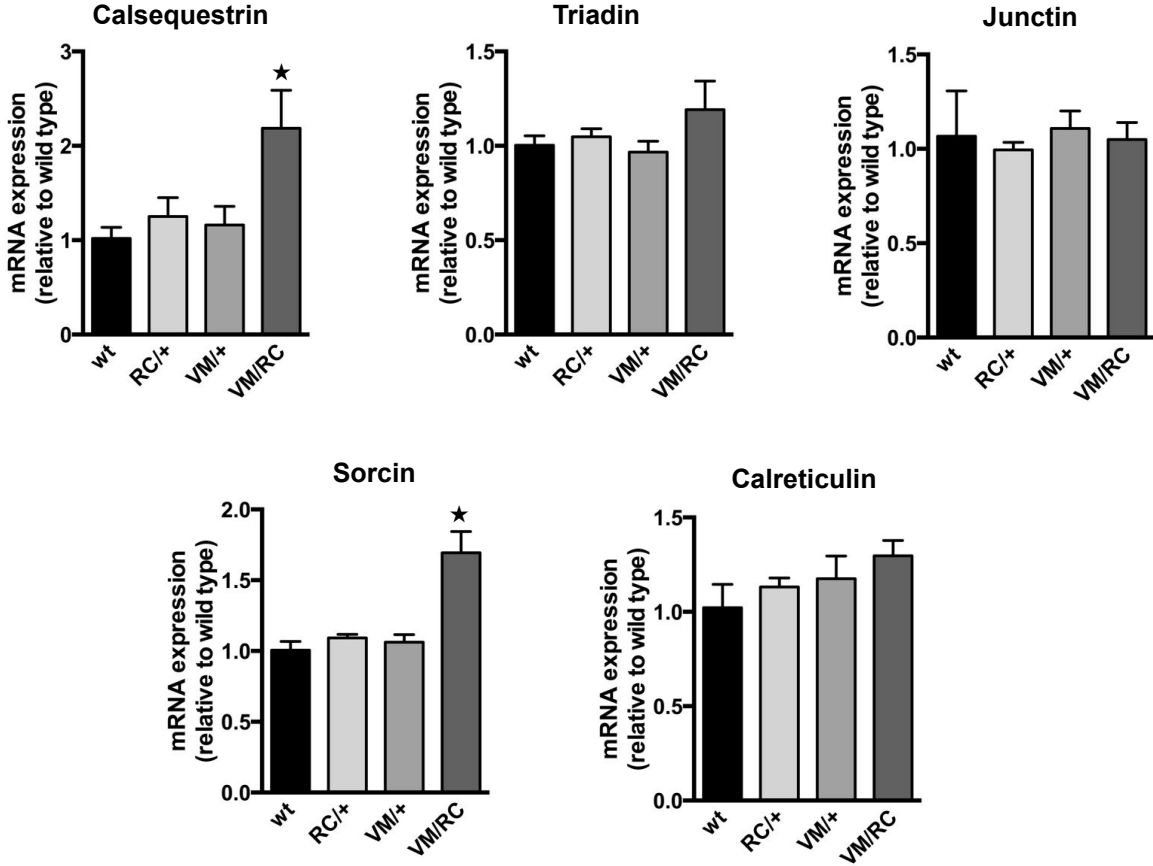 Calsequestrin
mRNA expression
(relative to wild type)
3
2
1
0
★
wt
RC/+
VM/+
VM/RC
Triadin
mRNA expression
(relative to wild type)
1.5
1.0
0.5
0.0
wt
RC/+
VM/+
VM/RC
Junctin
mRNA expression
(relative to wild type)
1.5
1.0
0.5
0.0
wt
RC/+
VM/+
VM/RC
Sorcin
mRNA expression
(relative to wild type)
2.0
1.5
1.0
0.5
0.0
★
wt
RC/+
VM/+
VM/RC
Calreticulin
mRNA expression
(relative to wild type)
1.5
1.0
0.5
0.0
wt
RC/+
VM/+
VM/RC